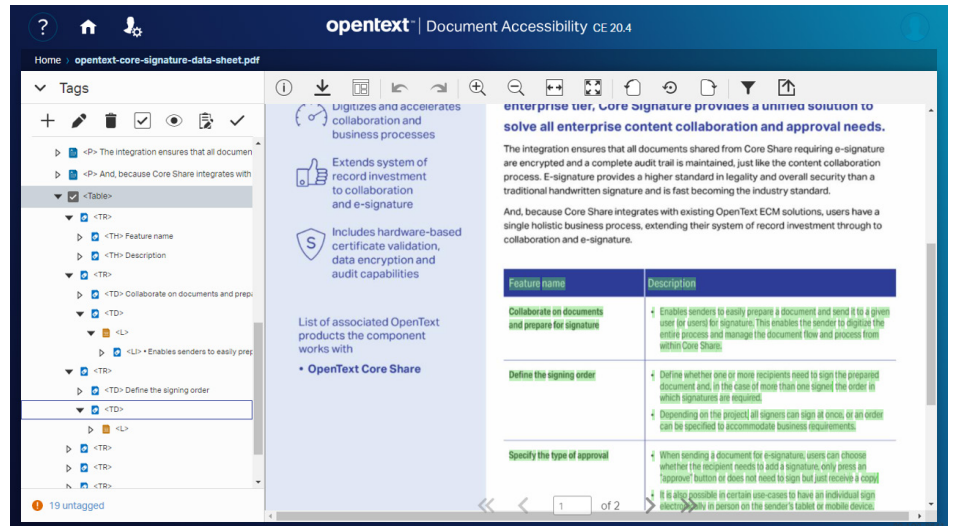 ?
opentext™ | Document Accessibility CE 20.4
Home › opentext-core-signature-data-sheet.pdf
Tags
<P> The integration ensures that all documen
<P> And, because Core Share integrates with
<Table>
<TR>
<TH> Feature name
<TH> Description
<TR>
<TD> Collaborate on documents and prepa
<TD>
<L>
<LI> • Enables senders to easily prep
<TR>
<TD> Define the signing order
<TD>
<L>
<TR>
<TR>
<TR>
19 untagged
Digitizes and accelerates
collaboration and
business processes
Extends system of
record investment
to collaboration
and e-signature
S
Includes hardware-based
certificate validation,
data encryption and
audit capabilities
List of associated OpenText
products the component
works with
• OpenText Core Share
enterprise tier, Core Signature provides a unified solution to
solve all enterprise content collaboration and approval needs.
The integration ensures that all documents shared from Core Share requiring e-signature
are encrypted and a complete audit trail is maintained, just like the content collaboration
process. E-signature provides a higher standard in legality and overall security than a
traditional handwritten signature and is fast becoming the industry standard.
And, because Core Share integrates with existing OpenText ECM solutions, users have a
single holistic business process, extending their system of record investment through to
collaboration and e-signature.
Feature name
Description
Collaborate on documents
and prepare for signature
• Enables senders to easily prepare a document and send it to a given
user (or users) for signature. This enables the sender to digitize the
entire process and manage the document flow and process from
within Core Share.
Define the signing order
• Define whether one or more recipients need to sign the prepared
document and, in the case of more than one signer, the order in
which signatures are required.
• Depending on the project, all signers can sign at once, or an order
can be specified to accommodate business requirements.
Specify the type of approval
• When sending a document for e-signature, users can choose
whether the recipient needs to add a signature, only press an
"approve" button or does not need to sign but just receive a copy.
• It is also possible in certain use-cases to have an individual sign
electronically in person on the sender's tablet or mobile device.
1 of 2